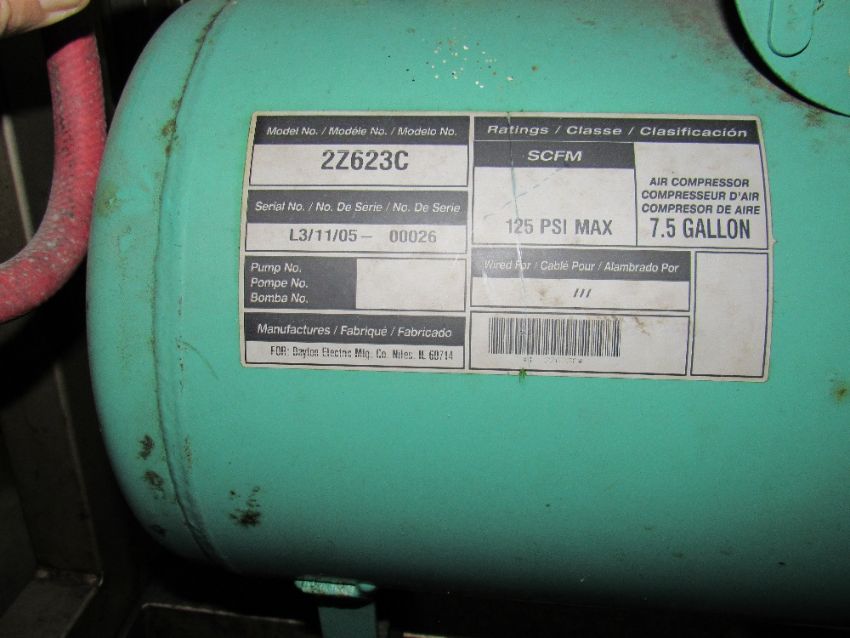 Model No. / Modéle No. / Modelo No.
2Z623C
Serial No. / No. De Serie / No. De Serie
L3/11/05- 00026
Pump No.
Pompe No.
Bomba No.
Manufactures / Fabriqué / Fabricado
FOR: Dayton Electric Mfg. Co. Niles, IL 60714
Ratings / Classe / Clasificación
SCFM
125 PSI MAX
AIR COMPRESSOR
COMPRESSEUR D'AIR
COMPRESOR DE AIRE
7.5 GALLON
Wired For / Cablé Pour / Alambrado Por
///